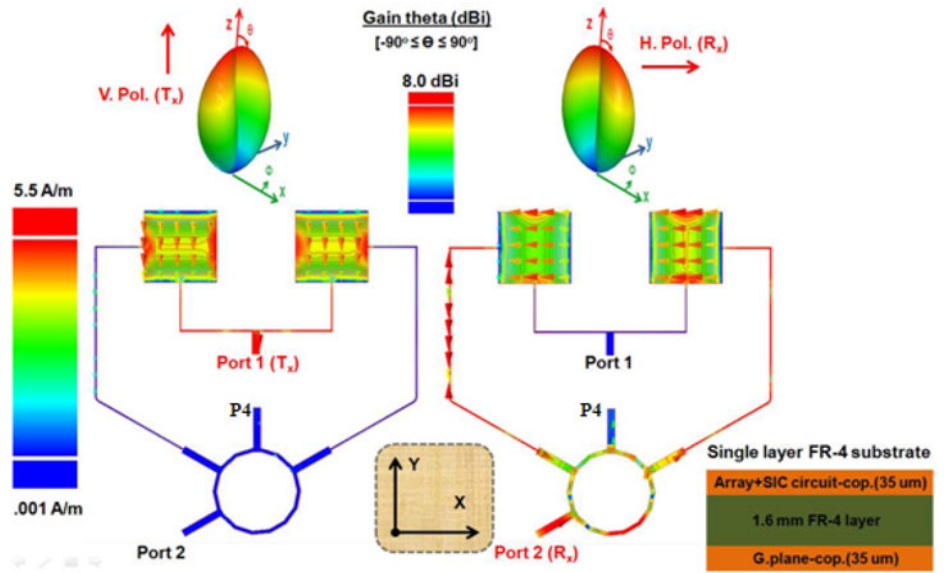 Gain theta (dBi)
[-90° ≤ Θ ≤ 90°]
8.0 dBi
z
θ
V. Pol. (Tx)
y
Φ
x
z
θ
H. Pol. (Rx)
y
Φ
x
5.5 A/m
.001 A/m
Port 1 (Tx)
P4
Port 2
Port 1
P4
Port 2 (Rx)
Y
X
Single layer FR-4 substrate
Array+SIC circuit-cop.(35 um)
1.6 mm FR-4 layer
G.plane-cop.(35 um)